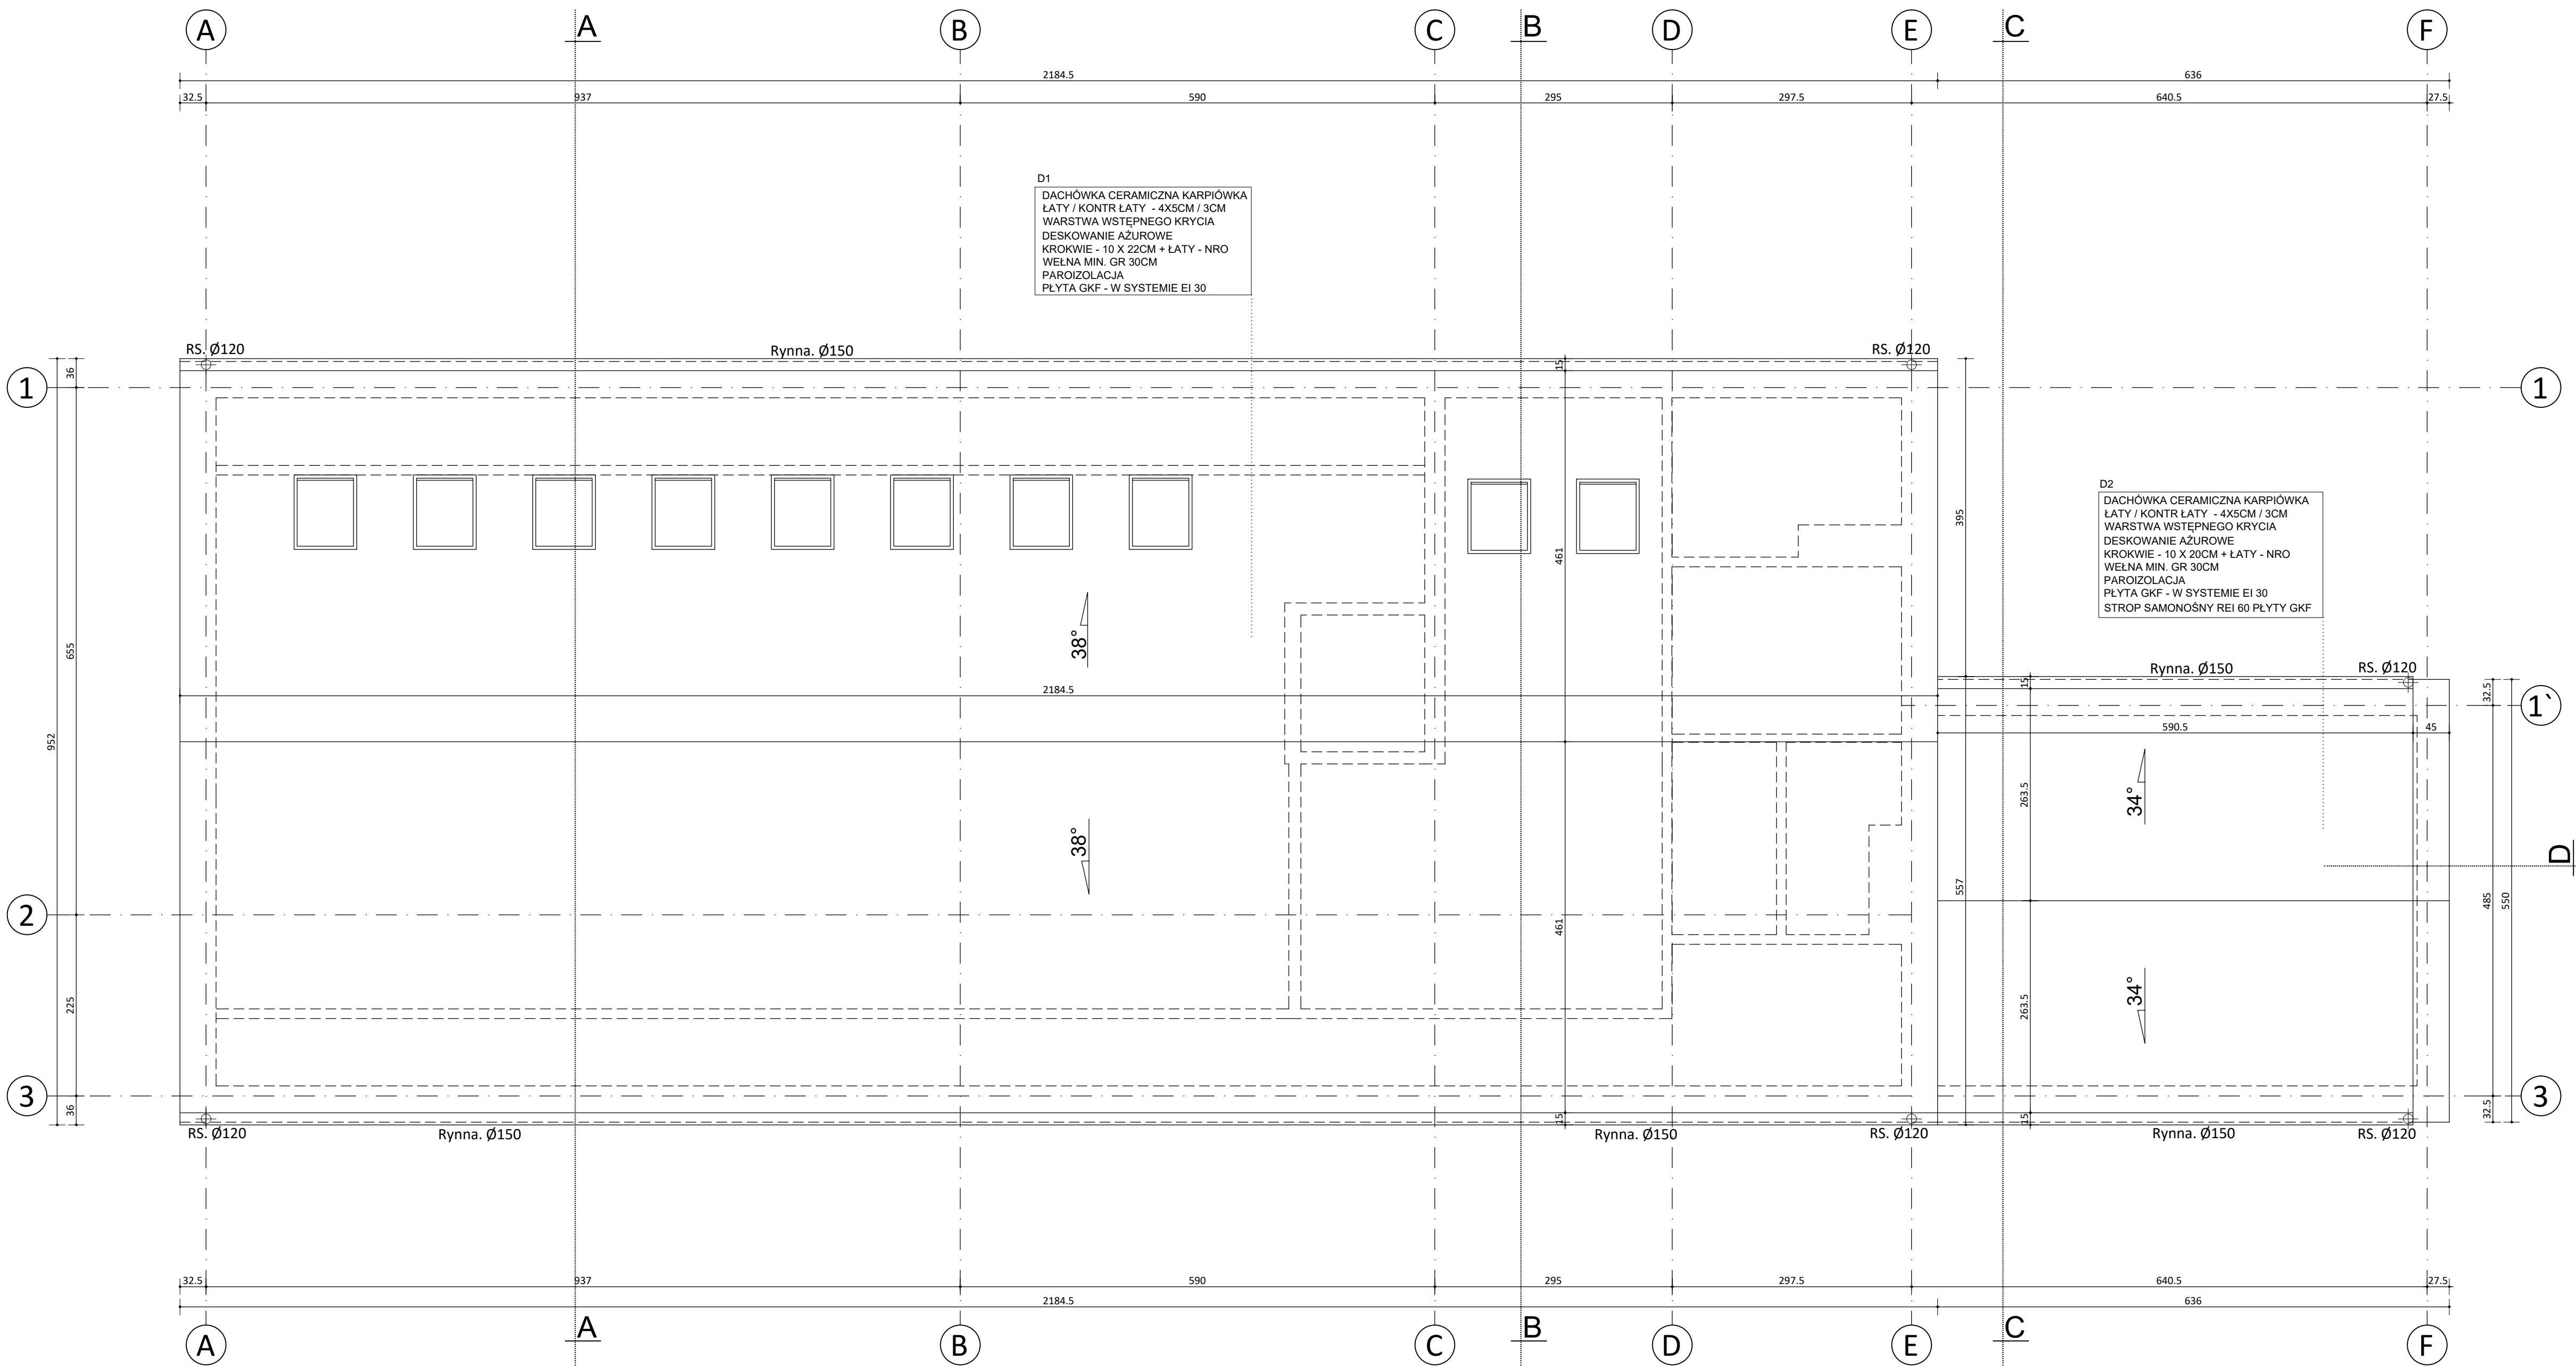 A A B C B D E C F
2184.5 636
32.5 937 590 295 297.5 640.5 27.5
D1
DACHÓWKA CERAMICZNA KARPIÓWKA
ŁATY / KONTR ŁATY - 4X5CM / 3CM
WARSTWA WSTĘPNEGO KRYCIA
DESKOWANIE AŻUROWE
KROKWIE - 10 X 22CM + ŁATY - NRO
WEŁNA MIN. GR 30CM
PAROIZOLACJA
PŁYTA GKF - W SYSTEMIE EI 30
RS. Ø120
Rynna. Ø150
RS. Ø120
36
15
1
1
D2
DACHÓWKA CERAMICZNA KARPIÓWKA
ŁATY / KONTR ŁATY - 4X5CM / 3CM
WARSTWA WSTĘPNEGO KRYCIA
DESKOWANIE AŻUROWE
KROKWIE - 10 X 20CM + ŁATY - NRO
WEŁNA MIN. GR 30CM
PAROIZOLACJA
PŁYTA GKF - W SYSTEMIE EI 30
STROP SAMONOŚNY REI 60 PŁYTY GKF
395
461
655
38°
Rynna. Ø150
RS. Ø120
15
32.5
2184.5
1`
590.5
45
952
263.5
34°
38°
D
557
485
550
2
461
225
34°
263.5
3
36
15
15
32.5
3
RS. Ø120
Rynna. Ø150
Rynna. Ø150
RS. Ø120
Rynna. Ø150
RS. Ø120
32.5 937 590 295 297.5 640.5 27.5
2184.5 636
A A B C B D E C F